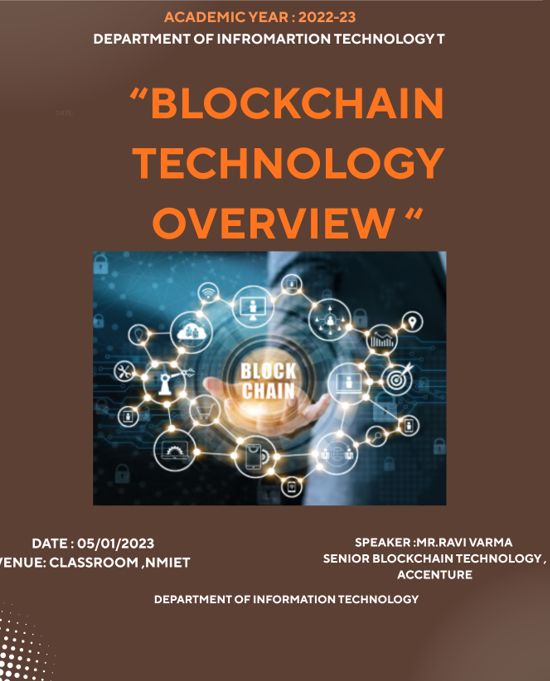 ACADEMIC YEAR : 2022-23
DEPARTMENT OF INFROMARTION TECHNOLOGY T
“BLOCKCHAIN
TECHNOLOGY
OVERVIEW “
BLOCK
CHAIN
DATE : 05/01/2023
VENUE: CLASSROOM ,NMIET
SPEAKER :MR.RAVI VARMA
SENIOR BLOCKCHAIN TECHNOLOGY ,
ACCENTURE
DEPARTMENT OF INFORMATION TECHNOLOGY